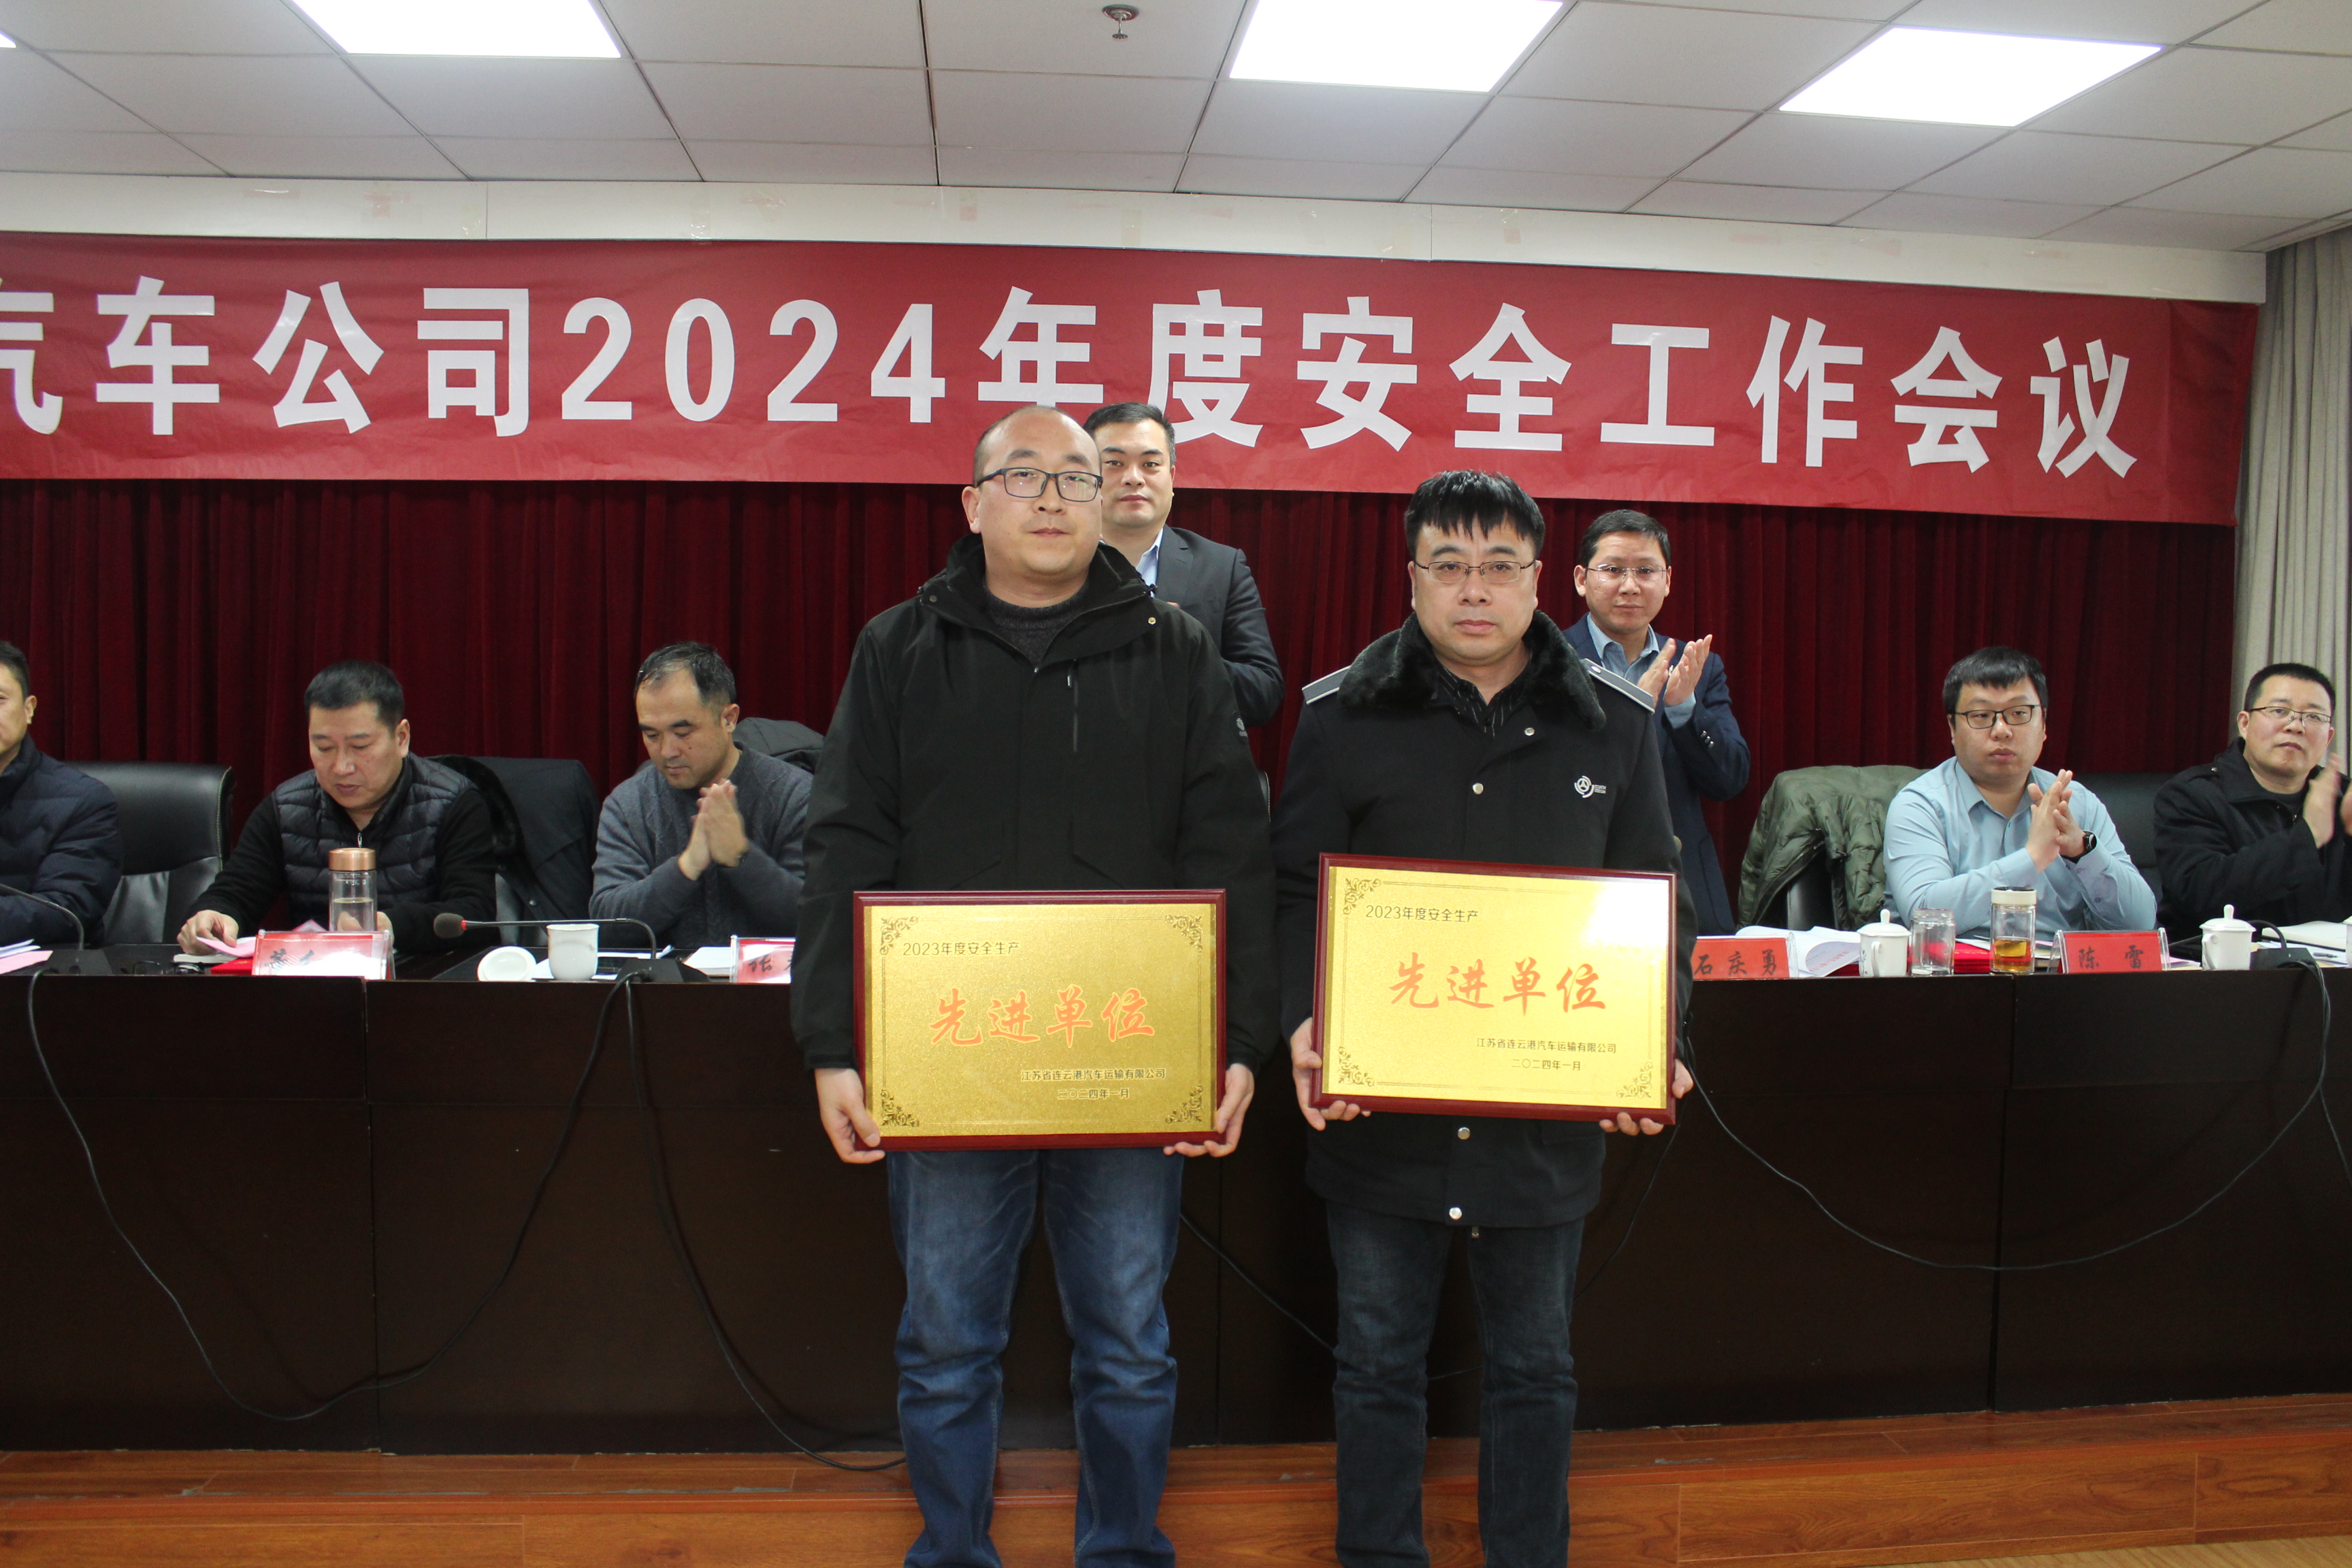 汽车公司2024年度安全工作会议
2023年度安全生产
先进单位
江苏省连云港汽车运输有限公司
二〇二四年一月
2023年度安全生产
先进单位
江苏省连云港汽车运输有限公司
二〇二四年一月
石庆勇
陈雷